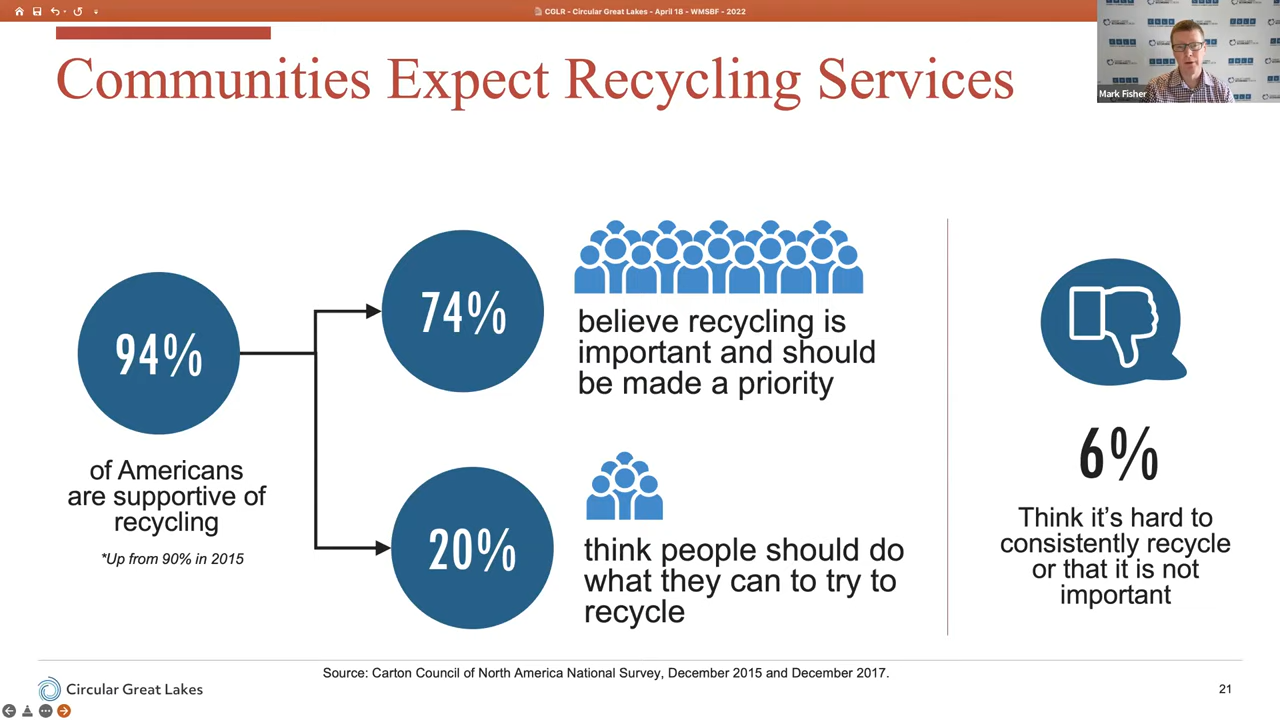 CGLR - Circular Great Lakes - April 18 - WMSBF - 2022
Communities Expect Recycling Services
Mark Fisher
94%
of Americans
are supportive of
recycling
*Up from 90% in 2015
74%
believe recycling is
important and should
be made a priority
20%
think people should do
what they can to try to
recycle
6%
Think it’s hard to
consistently recycle
or that it is not
important
Source: Carton Council of North America National Survey, December 2015 and December 2017.
Circular Great Lakes
21